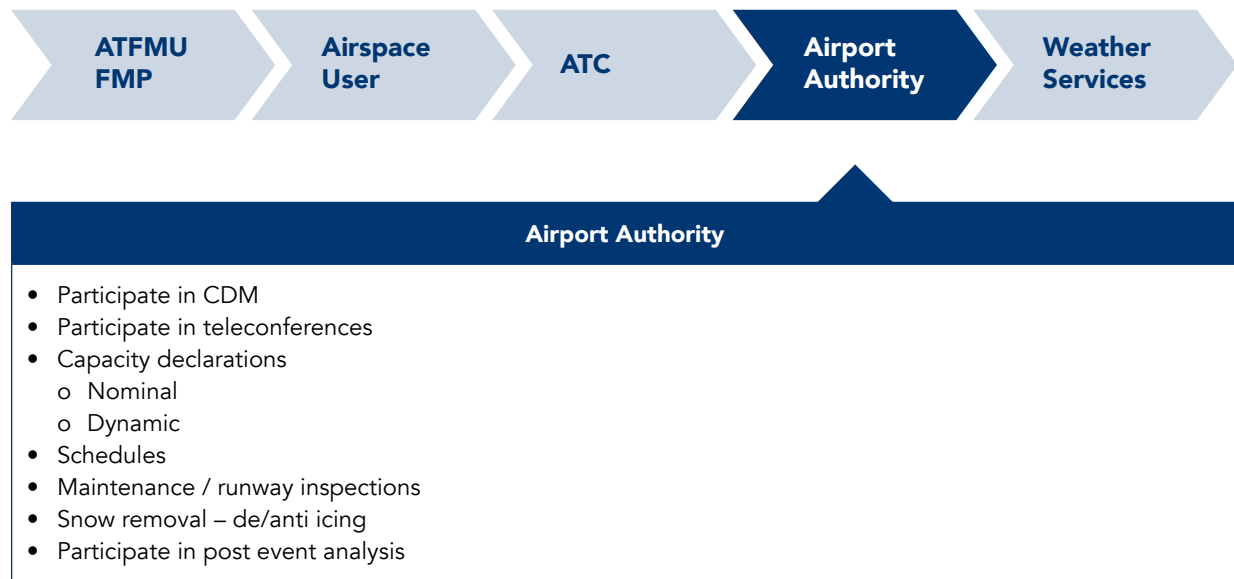 ATFMU
FMP
Airspace
User
ATC
Airport
Authority
Weather
Services
Airport Authority
• Participate in CDM
• Participate in teleconferences
• Capacity declarations
o Nominal
o Dynamic
• Schedules
• Maintenance / runway inspections
• Snow removal – de/anti icing
• Participate in post event analysis